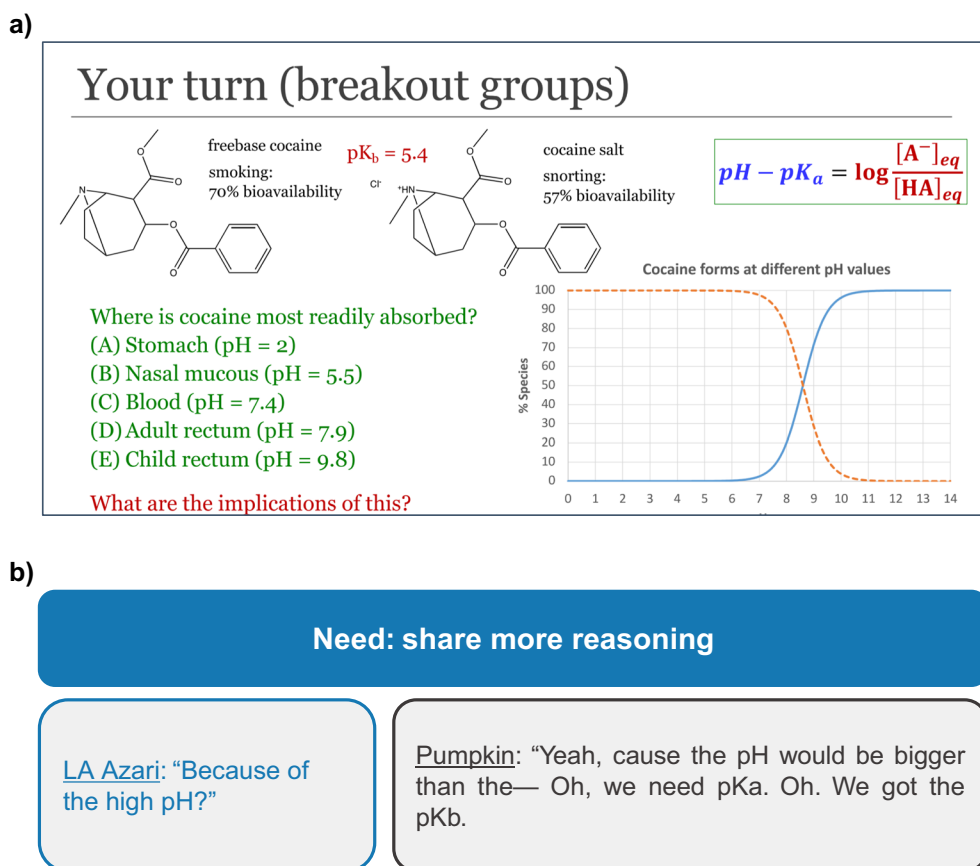 a)
Your turn (breakout groups)
freebase cocaine
smoking:
70% bioavailability
pKb = 5.4
cocaine salt
snorting:
57% bioavailability
pH − pKa = log [A⁻]eq / [HA]eq
N
O
O
O
O
Cl-
+HN
O
O
O
O
Where is cocaine most readily absorbed?
(A) Stomach (pH = 2)
(B) Nasal mucous (pH = 5.5)
(C) Blood (pH = 7.4)
(D) Adult rectum (pH = 7.9)
(E) Child rectum (pH = 9.8)
What are the implications of this?
Cocaine forms at different pH values
% Species
100
90
80
70
60
50
40
30
20
10
0
0 1 2 3 4 5 6 7 8 9 10 11 12 13 14
b)
Need: share more reasoning
LA Azari: “Because of
the high pH?”
Pumpkin: “Yeah, cause the pH would be bigger
than the— Oh, we need pKa. Oh. We got the
pKb.